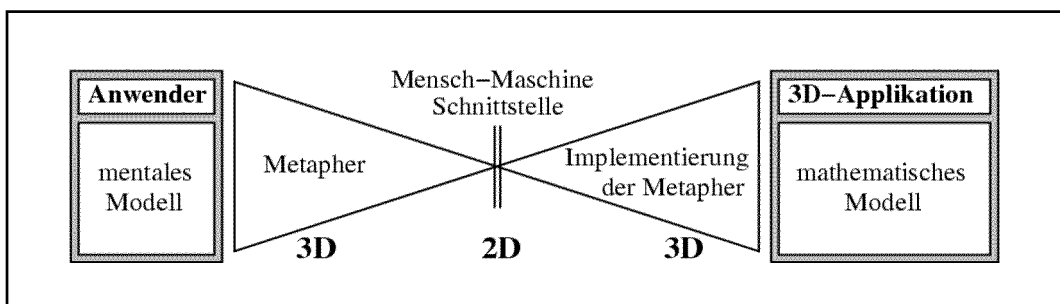 Anwender
mentales
Modell
Metapher
Mensch–Maschine
Schnittstelle
Implementierung
der Metapher
3D–Applikation
mathematisches
Modell
3D
2D
3D